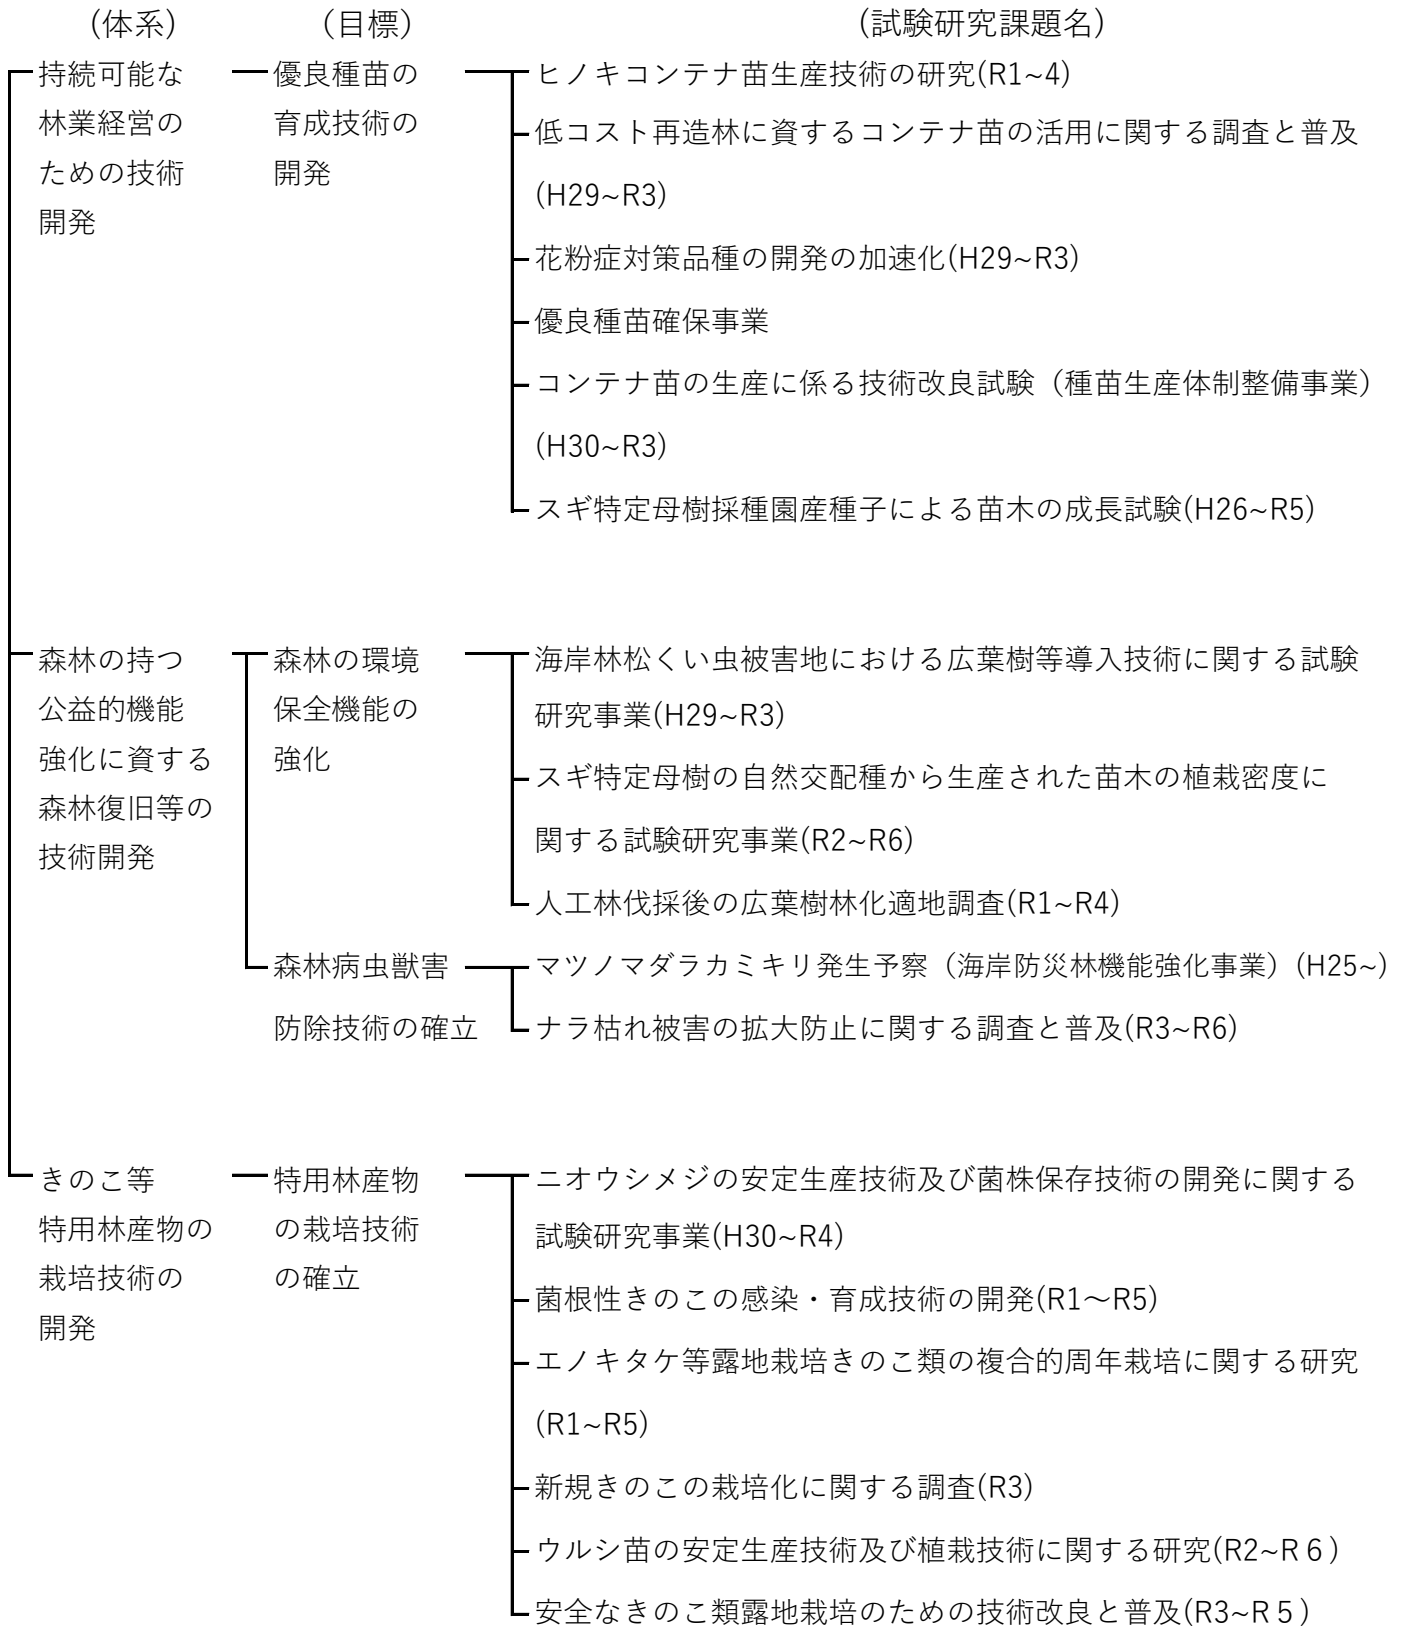 (体系)
(目標)
(試験研究課題名)
持続可能な
林業経営の
ための技術
開発
優良種苗の
育成技術の
開発
ヒノキコンテナ苗生産技術の研究(R1~4)
低コスト再造林に資するコンテナ苗の活用に関する調査と普及
(H29~R3)
花粉症対策品種の開発の加速化(H29~R3)
優良種苗確保事業
コンテナ苗の生産に係る技術改良試験（種苗生産体制整備事業）
(H30~R3)
スギ特定母樹採種園産種子による苗木の成長試験(H26~R5)
森林の持つ
公益的機能
強化に資する
森林復旧等の
技術開発
森林の環境
保全機能の
強化
海岸林松くい虫被害地における広葉樹等導入技術に関する試験
研究事業(H29~R3)
スギ特定母樹の自然交配種から生産された苗木の植栽密度に
関する試験研究事業(R2~R6)
人工林伐採後の広葉樹林化適地調査(R1~R4)
森林病虫獣害
防除技術の確立
マツノマダラカミキリ発生予察（海岸防災林機能強化事業）(H25~)
ナラ枯れ被害の拡大防止に関する調査と普及(R3~R6)
きのこ等
特用林産物の
栽培技術の
開発
特用林産物
の栽培技術
の確立
ニオウシメジの安定生産技術及び菌株保存技術の開発に関する
試験研究事業(H30~R4)
菌根性きのこの感染・育成技術の開発(R1～R5)
エノキタケ等露地栽培きのこ類の複合的周年栽培に関する研究
(R1~R5)
新規きのこの栽培化に関する調査(R3)
ウルシ苗の安定生産技術及び植栽技術に関する研究(R2~R６)
安全なきのこ類露地栽培のための技術改良と普及(R3~R５)